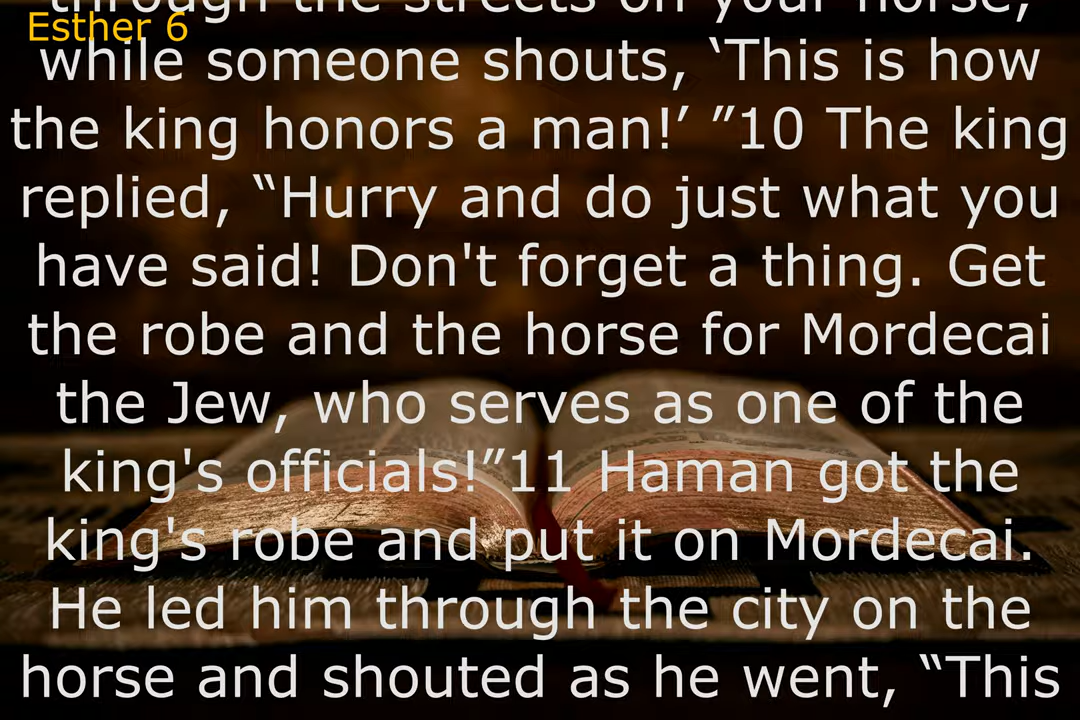 through the streets on your horse,
Esther 6
while someone shouts, ‘This is how
the king honors a man!’ ”10 The king
replied, “Hurry and do just what you
have said! Don't forget a thing. Get
the robe and the horse for Mordecai
the Jew, who serves as one of the
king's officials!”11 Haman got the
king's robe and put it on Mordecai.
He led him through the city on the
horse and shouted as he went, “This